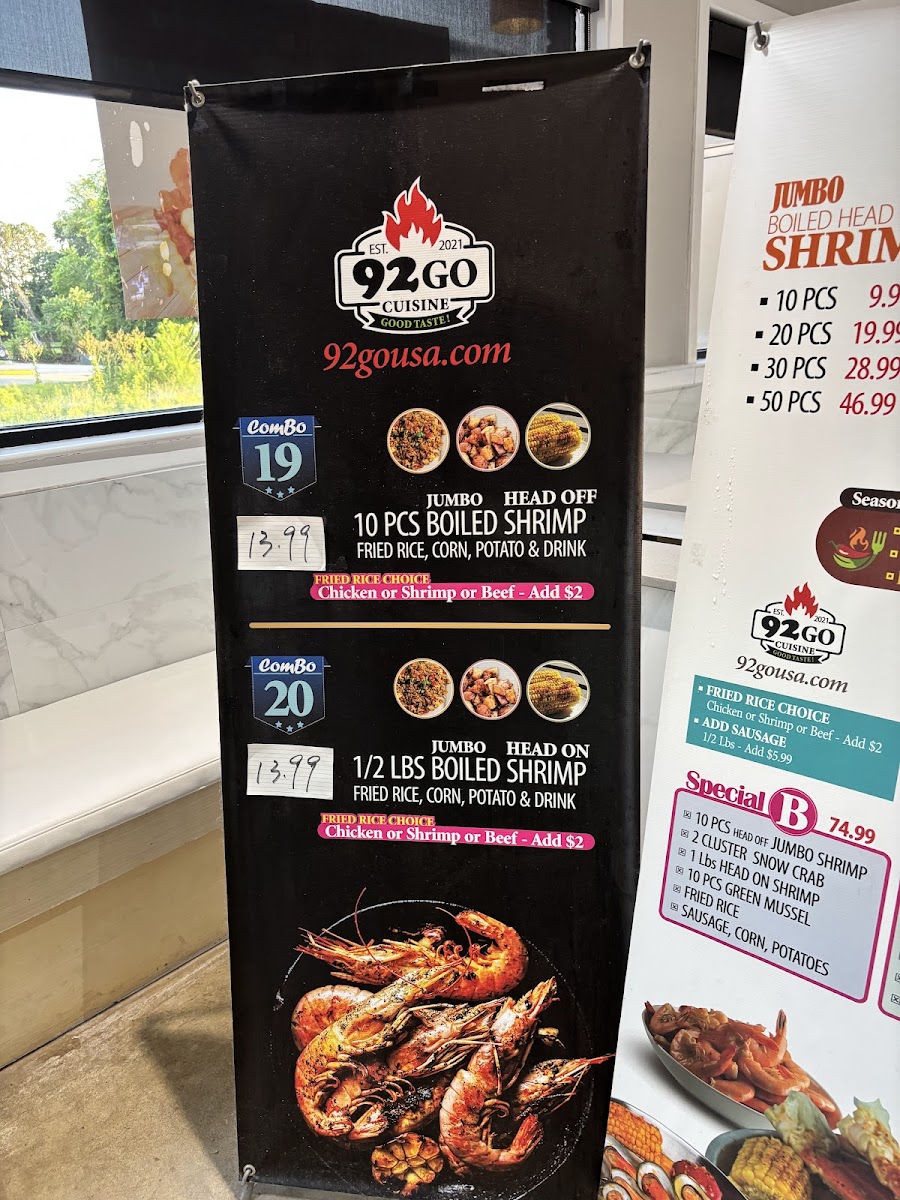 EST. 2021
92GO
CUISINE
GOOD TASTE!
92gousa.com
ComBo
19
13.99
JUMBO HEAD OFF
10 PCS BOILED SHRIMP
FRIED RICE, CORN, POTATO & DRINK
FRIED RICE CHOICE
Chicken or Shrimp or Beef - Add $2
ComBo
20
13.99
JUMBO HEAD ON
1/2 LBS BOILED SHRIMP
FRIED RICE, CORN, POTATO & DRINK
FRIED RICE CHOICE
Chicken or Shrimp or Beef - Add $2
JUMBO
BOILED HEAD
SHRIM
▪ 10 PCS 9.9
▪ 20 PCS 19.99
▪ 30 PCS 28.99
▪ 50 PCS 46.99
Season
EST. 2021
92GO
CUISINE
GOOD TASTE!
92gousa.com
▪ FRIED RICE CHOICE
Chicken or Shrimp or Beef - Add $2
▪ ADD SAUSAGE
1/2 Lbs - Add $5.99
Special B 74.99
☒ 10 PCS HEAD OFF JUMBO SHRIMP
☒ 2 CLUSTER SNOW CRAB
☒ 1 Lbs HEAD ON SHRIMP
☒ 10 PCS GREEN MUSSEL
☒ FRIED RICE
☒ SAUSAGE, CORN, POTATOES